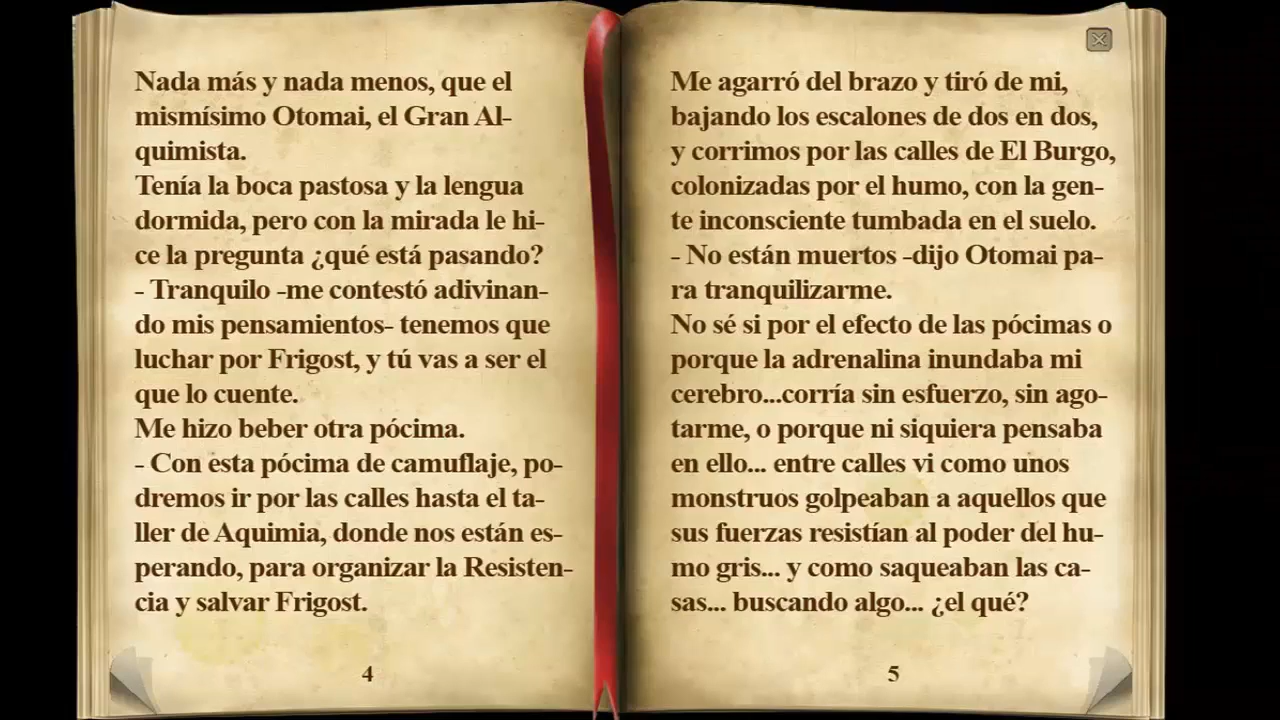 Nada más y nada menos, que el
mismísimo Otomai, el Gran Al-
quimista.
Tenía la boca pastosa y la lengua
dormida, pero con la mirada le hi-
ce la pregunta ¿qué está pasando?
- Tranquilo -me contestó adivinan-
do mis pensamientos- tenemos que
luchar por Frigost, y tú vas a ser el
que lo cuente.
Me hizo beber otra pócima.
- Con esta pócima de camuflaje, po-
dremos ir por las calles hasta el ta-
ller de Aquimia, donde nos están es-
perando, para organizar la Resisten-
cia y salvar Frigost.
4
Me agarró del brazo y tiró de mi,
bajando los escalones de dos en dos,
y corrimos por las calles de El Burgo,
colonizadas por el humo, con la gen-
te inconsciente tumbada en el suelo.
- No están muertos -dijo Otomai pa-
ra tranquilizarme.
No sé si por el efecto de las pócimas o
porque la adrenalina inundaba mi
cerebro...corría sin esfuerzo, sin ago-
tarme, o porque ni siquiera pensaba
en ello... entre calles vi como unos
monstruos golpeaban a aquellos que
sus fuerzas resistían al poder del hu-
mo gris... y como saqueaban las ca-
sas... buscando algo... ¿el qué?
5